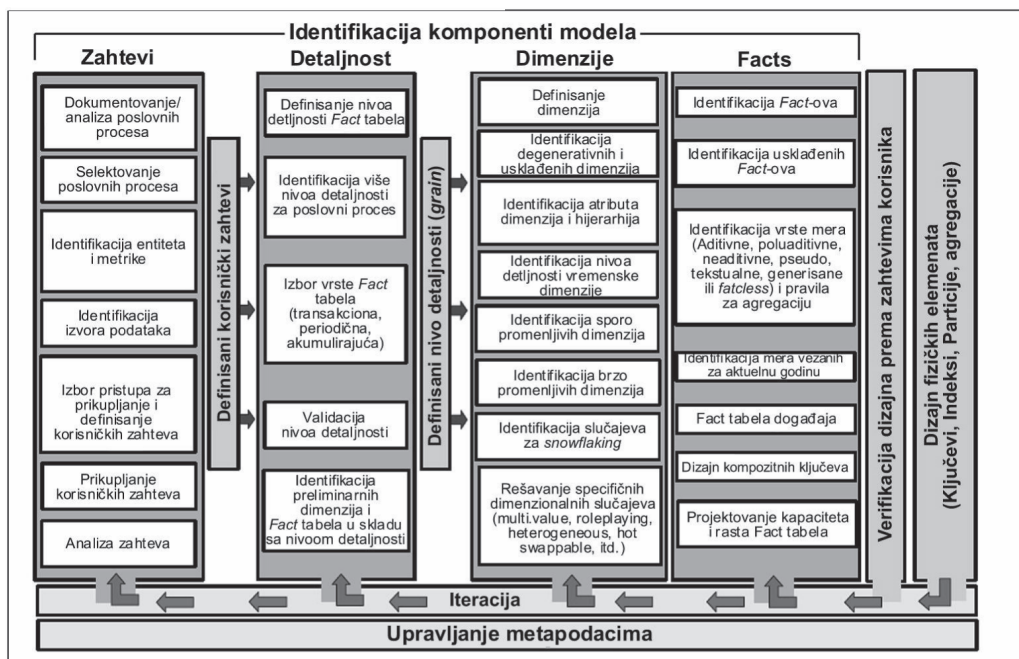 Identifikacija komponenti modela
Zahtevi
Dokumentovanje/
analiza poslovnih
procesa
Selektovanje
poslovnih procesa
Identifikacija entiteta
i metrike
Identifikacija
izvora podataka
Izbor pristupa za
prikupljanje i
definisanje
korisničkih zahteva
Prikupljanje
korisničkih zahteva
Analiza zahteva
Definisani korisnički zahtevi
Detaljnost
Definisanje nivoa
detljnosti Fact tabela
Identifikacija više
nivoa detaljnosti
za poslovni proces
Izbor vrste Fact
tabela
(transakciona,
periodična,
akumulirajuća)
Validacija
nivoa detaljnosti
Identifikacija
preliminarnih
dimenzija i
Fact tabela u skladu
sa nivoom detaljnosti
Definisani nivo detaljnosti (grain)
Dimenzije
Definisanje
dimenzija
Identifikacija
degenerativnih i
usklađenih dimenzija
Identifikacija atributa
dimenzija i hijerarhija
Identifikacija nivoa
detljnosti vremenske
dimenzije
Identifikacija sporo
promenljivih dimenzija
Identifikacija brzo
promenljivih dimenzija
Identifikacija slučajeva
za snowflaking
Rešavanje specifičnih
dimenzionalnih slučajeva
(multi.value, roleplaying,
heterogeneous, hot
swappable, itd.)
Facts
Identifikacija Fact-ova
Identifikacija usklađenih
Fact-ova
Identifikacija vrste mera
(Aditivne, poluaditivne,
neaditivne, pseudo,
tekstualne, generisane
ili fatcless) i pravila
za agregaciju
Identifikacija mera vezanih
za aktuelnu godinu
Fact tabela događaja
Dizajn kompozitnih ključeva
Projektovanje kapaciteta
i rasta Fact tabela
Verifikacija dizajna prema zahtevima korisnika
Dizajn fizičkih elemenata
(Ključevi, Indeksi, Particije, agregacije)
Iteracija
Upravljanje metapodacima